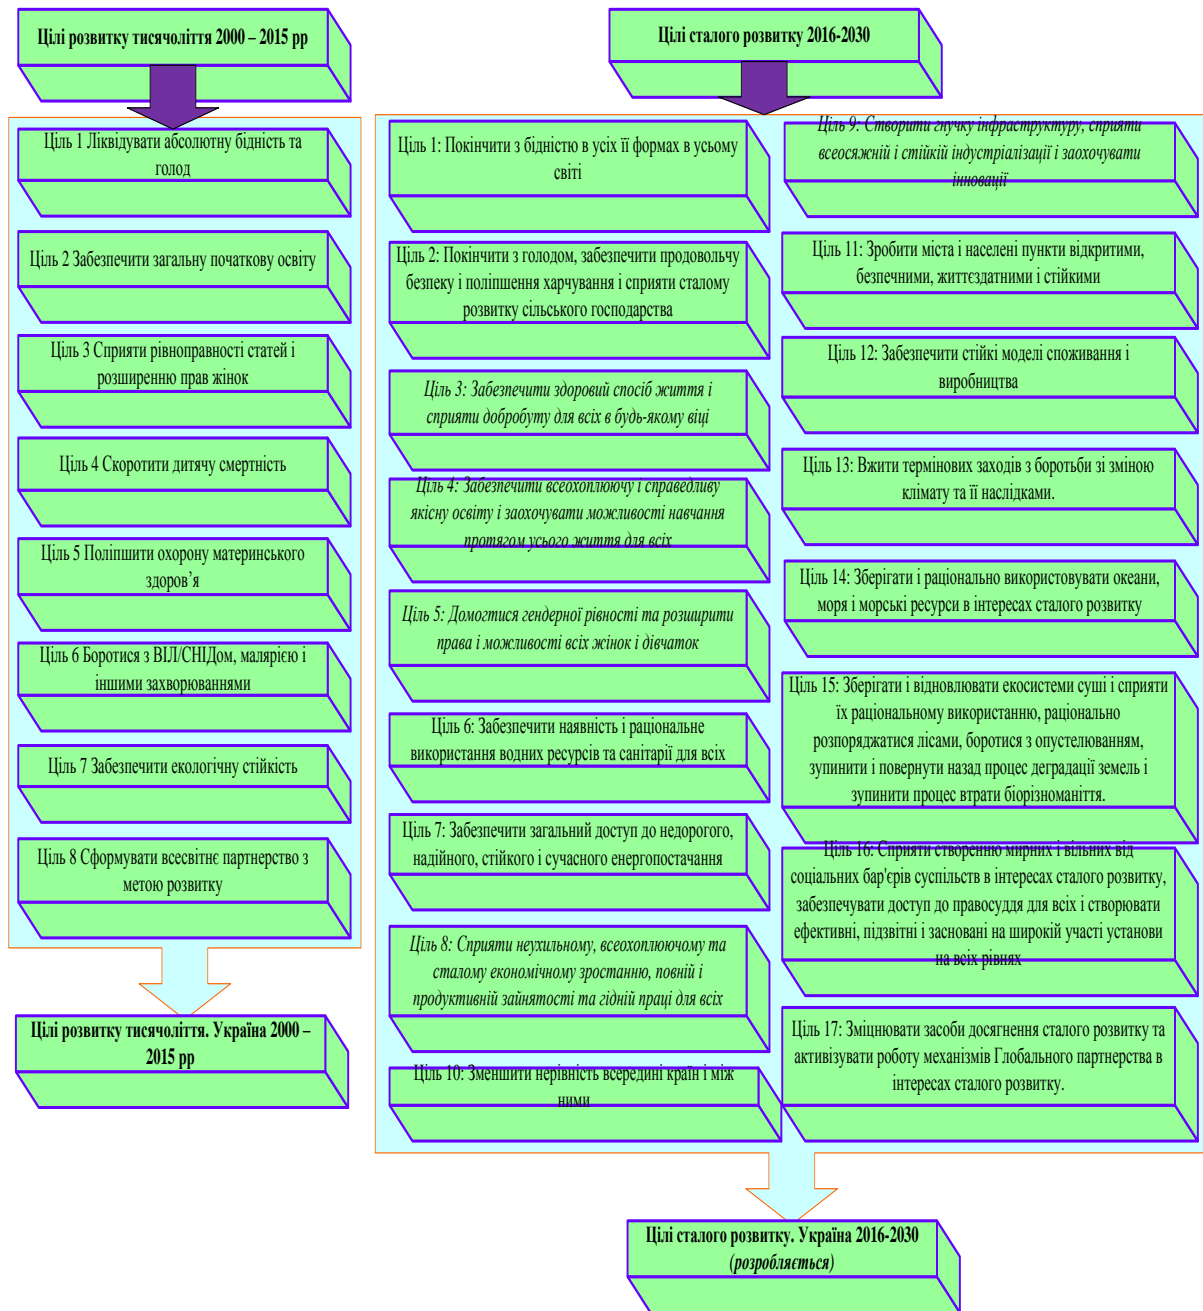 Цілі розвитку тисячоліття 2000 – 2015 рр
Ціль 1 Ліквідувати абсолютну бідність та
голод
Ціль 2 Забезпечити загальну початкову освіту
Ціль 3 Сприяти рівноправності статей і
розширенню прав жінок
Ціль 4 Скоротити дитячу смертність
Ціль 5 Поліпшити охорону материнського
здоров’я
Ціль 6 Боротися з ВІЛ/СНІДом, малярією і
іншими захворюваннями
Ціль 7 Забезпечити екологічну стійкість
Ціль 8 Сформувати всесвітнє партнерство з
метою розвитку
Цілі розвитку тисячоліття. Україна 2000 –
2015 рр
Цілі сталого розвитку 2016-2030
Ціль 1: Покінчити з бідністю в усіх її формах в усьому
світі
Ціль 2: Покінчити з голодом, забезпечити продовольчу
безпеку і поліпшення харчування і сприяти сталому
розвитку сільського господарства
Ціль 3: Забезпечити здоровий спосіб життя і
сприяти добробуту для всіх в будь-якому віці
Ціль 4: Забезпечити всеохоплюючу і справедливу
якісну освіту і заохочувати можливості навчання
протягом усього життя для всіх
Ціль 5: Домогтися гендерної рівності та розширити
права і можливості всіх жінок і дівчаток
Ціль 6: Забезпечити наявність і раціональне
використання водних ресурсів та санітарії для всіх
Ціль 7: Забезпечити загальний доступ до недорогого,
надійного, стійкого і сучасного енергопостачання
Ціль 8: Сприяти неухильному, всеохоплюючому та
сталому економічному зростанню, повній і
продуктивній зайнятості та гідній праці для всіх
Ціль 10: Зменшити нерівність всередині країн і між
ними
Ціль 9: Створити гнучку інфраструктуру, сприяти
всеосяжній і стійкій індустріалізації і заохочувати
інновації
Ціль 11: Зробити міста і населені пункти відкритими,
безпечними, життєздатними і стійкими
Ціль 12: Забезпечити стійкі моделі споживання і
виробництва
Ціль 13: Вжити термінових заходів з боротьби зі зміною
клімату та її наслідками.
Ціль 14: Зберігати і раціонально використовувати океани,
моря і морські ресурси в інтересах сталого розвитку
Ціль 15: Зберігати і відновлювати екосистеми суші і сприяти
їх раціональному використанню, раціонально
розпоряджатися лісами, боротися з опустелюванням,
зупинити і повернути назад процес деградації земель і
зупинити процес втрати біорізноманіття.
Ціль 16: Сприяти створенню мирних і вільних від
соціальних бар'єрів суспільств в інтересах сталого розвитку,
забезпечувати доступ до правосуддя для всіх і створювати
ефективні, підзвітні і засновані на широкій участі установи
на всіх рівнях
Ціль 17: Зміцнювати засоби досягнення сталого розвитку та
активізувати роботу механізмів Глобального партнерства в
інтересах сталого розвитку.
Цілі сталого розвитку. Україна 2016-2030
(розробляється)